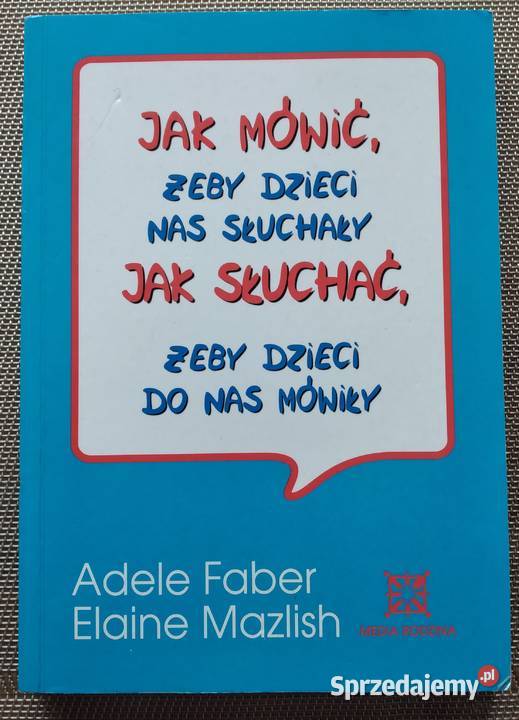 JAK MÓWIĆ,
ŻEBY DZIECI
NAS SŁUCHAŁY
JAK SŁUCHAĆ,
ŻEBY DZIECI
DO NAS MÓWIŁY
Adele Faber
Elaine Mazlish
MEDIA RODZINA
Sprzedajemy.pl